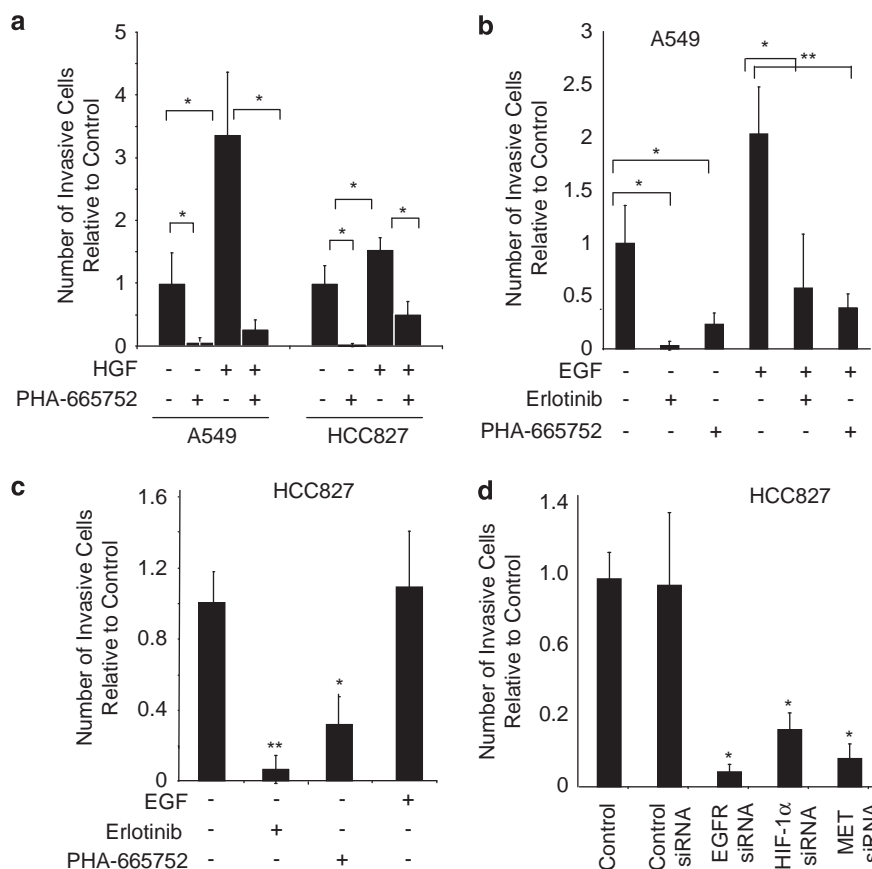 a
Number of Invasive Cells
Relative to Control
5
4
3
2
1
0
* * * * * *
HGF - - + + - - + +
PHA-665752 - + - + - + - +
A549 HCC827
b
A549
Number of Invasive Cells
Relative to Control
3
2.5
2
1.5
1
0.5
0
* * * **
EGF - - - + + +
Erlotinib - + - - + -
PHA-665752 - - + - - +
c
HCC827
Number of Invasive Cells
Relative to Control
1.6
1.2
0.8
0.4
0
** *
EGF - - - +
Erlotinib - + - -
PHA-665752 - - + -
d
HCC827
Number of Invasive Cells
Relative to Control
1.4
1.0
0.6
0.2
0
* * *
Control
Control
siRNA
EGFR
siRNA
HIF-1α
siRNA
MET
siRNA